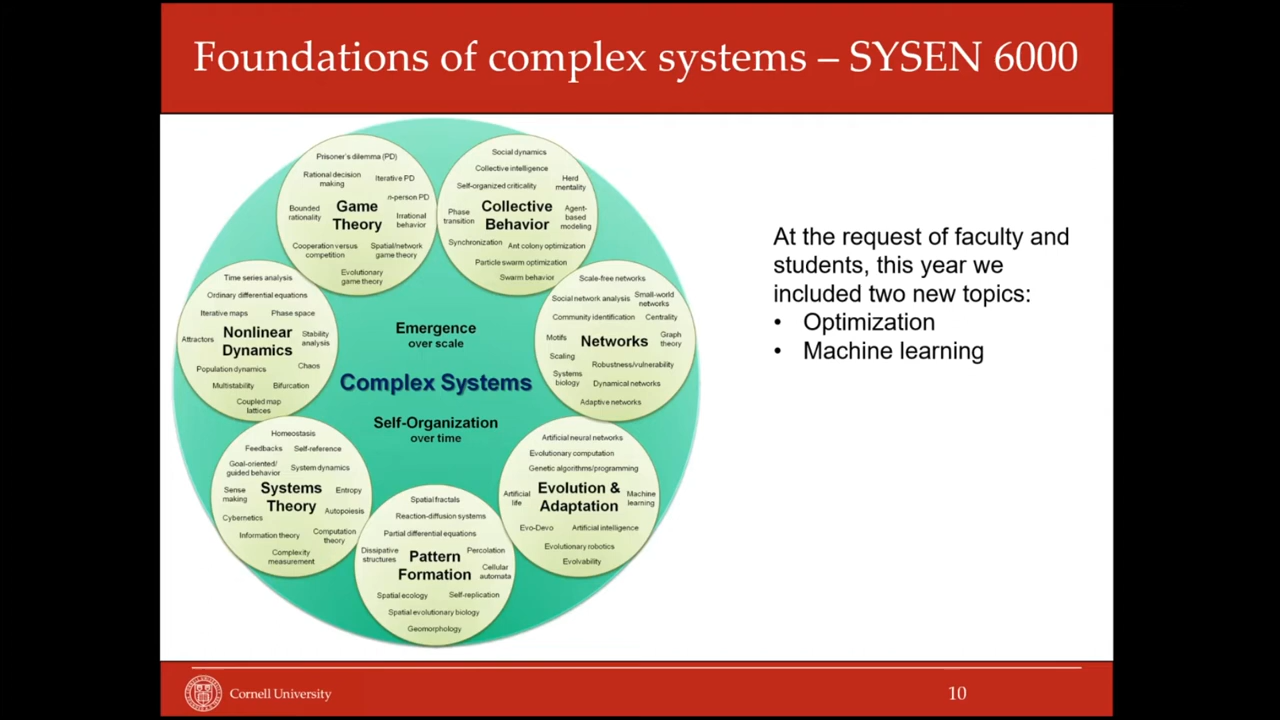 Foundations of complex systems – SYSEN 6000
Prisoner's dilemma (PD)
Rational decision
making
Iterative PD
n-person PD
Bounded
rationality
Game
Theory
Irrational
behavior
Cooperation versus
competition
Spatial/network
game theory
Evolutionary
game theory
Social dynamics
Collective intelligence
Herd
mentality
Self-organized criticality
Phase
transition
Collective
Behavior
Agent-
based
modeling
Synchronization
Ant colony optimization
Particle swarm optimization
Swarm behavior
Time series analysis
Ordinary differential equations
Iterative maps
Phase space
Attractors
Nonlinear
Dynamics
Stability
analysis
Population dynamics
Chaos
Multistability
Bifurcation
Coupled map
lattices
Emergence
over scale
Complex Systems
Self-Organization
over time
Scale-free networks
Social network analysis
Small-world
networks
Community identification
Centrality
Motifs
Networks
Graph
theory
Scaling
Robustness/vulnerability
Systems
biology
Dynamical networks
Adaptive networks
Homeostasis
Feedbacks
Self-reference
Goal-oriented/
guided behavior
System dynamics
Sense
making
Systems
Theory
Entropy
Autopoiesis
Cybernetics
Information theory
Computation
theory
Complexity
measurement
Spatial fractals
Reaction-diffusion systems
Partial differential equations
Dissipative
structures
Pattern
Formation
Percolation
Cellular
automata
Spatial ecology
Self-replication
Spatial evolutionary biology
Geomorphology
Artificial neural networks
Evolutionary computation
Genetic algorithms/programming
Artificial
life
Evolution &
Adaptation
Machine
learning
Evo-Devo
Artificial intelligence
Evolutionary robotics
Evolvability
At the request of faculty and
students, this year we
included two new topics:
• Optimization
• Machine learning
Cornell University
10